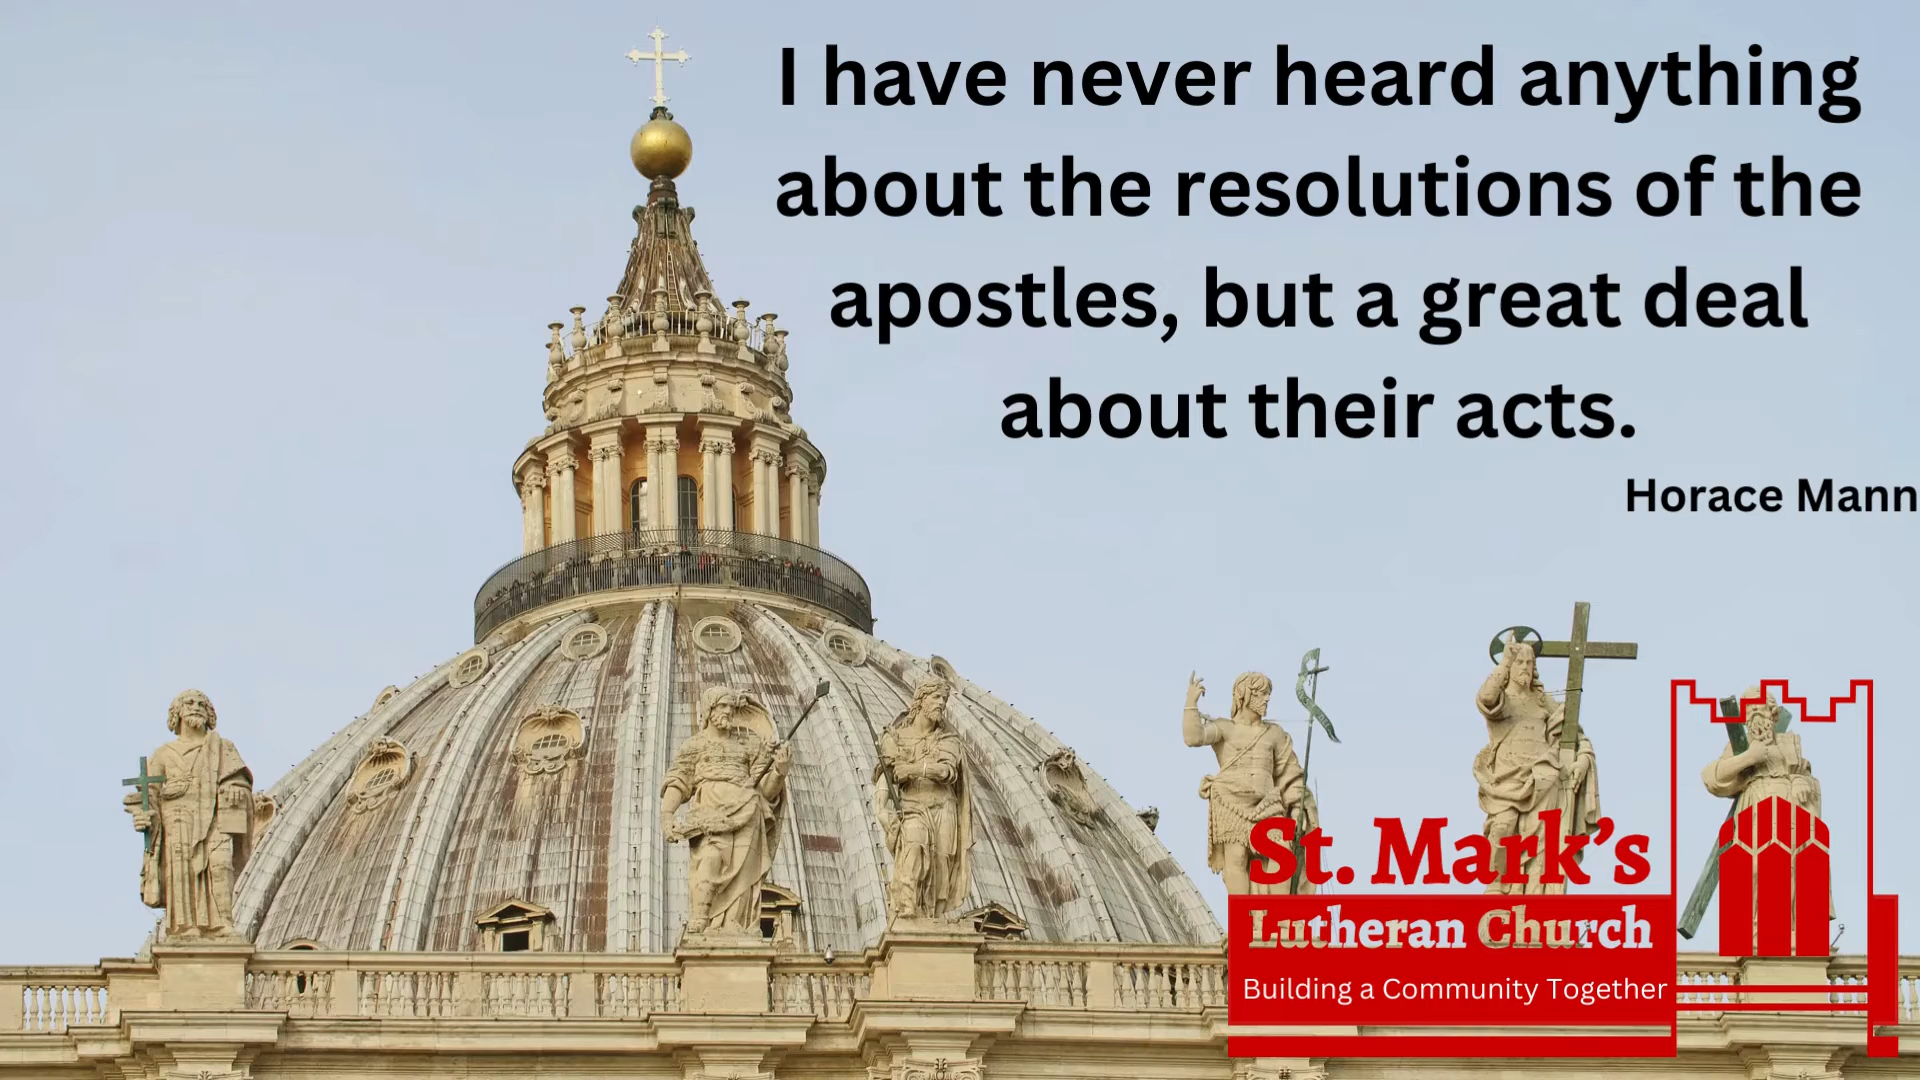 I have never heard anything
about the resolutions of the
apostles, but a great deal
about their acts.
Horace Mann
St. Mark's
Lutheran Church
Building a Community Together